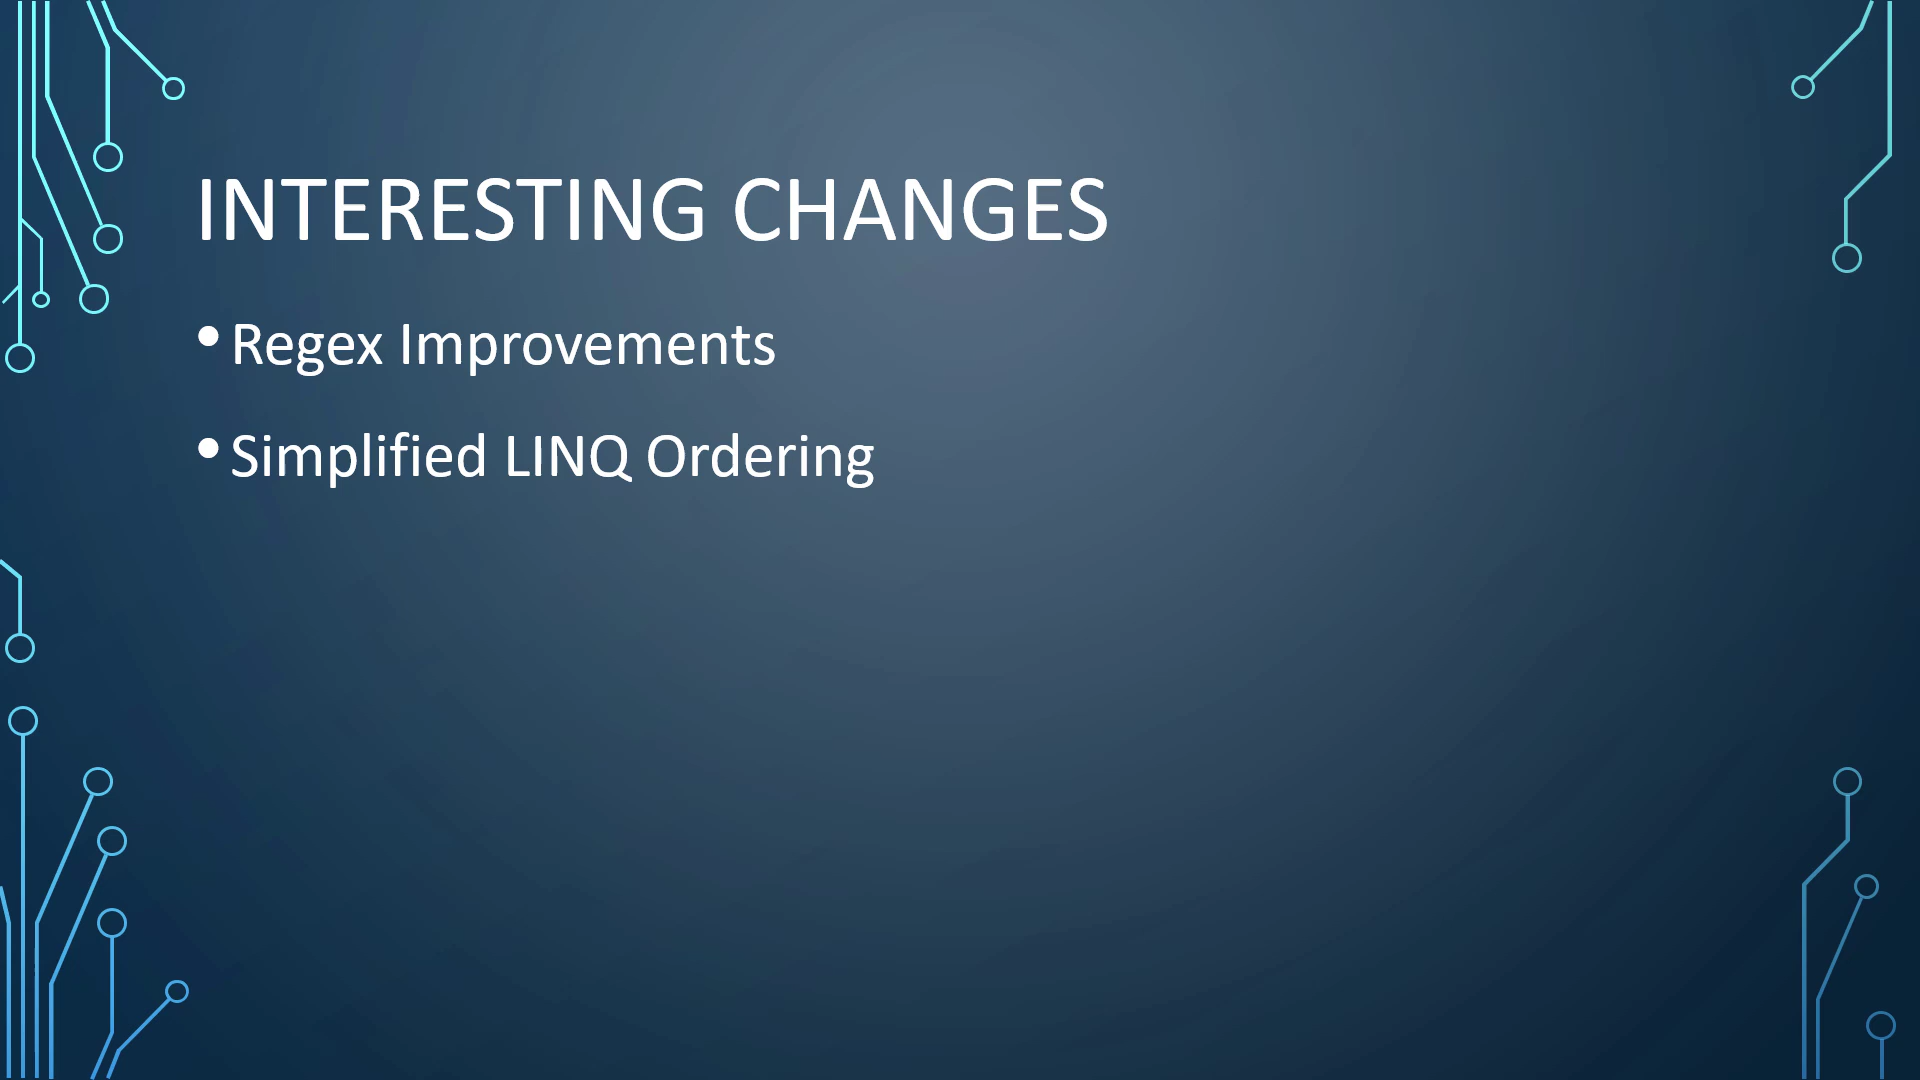 INTERESTING CHANGES
• Regex Improvements
• Simplified LINQ Ordering